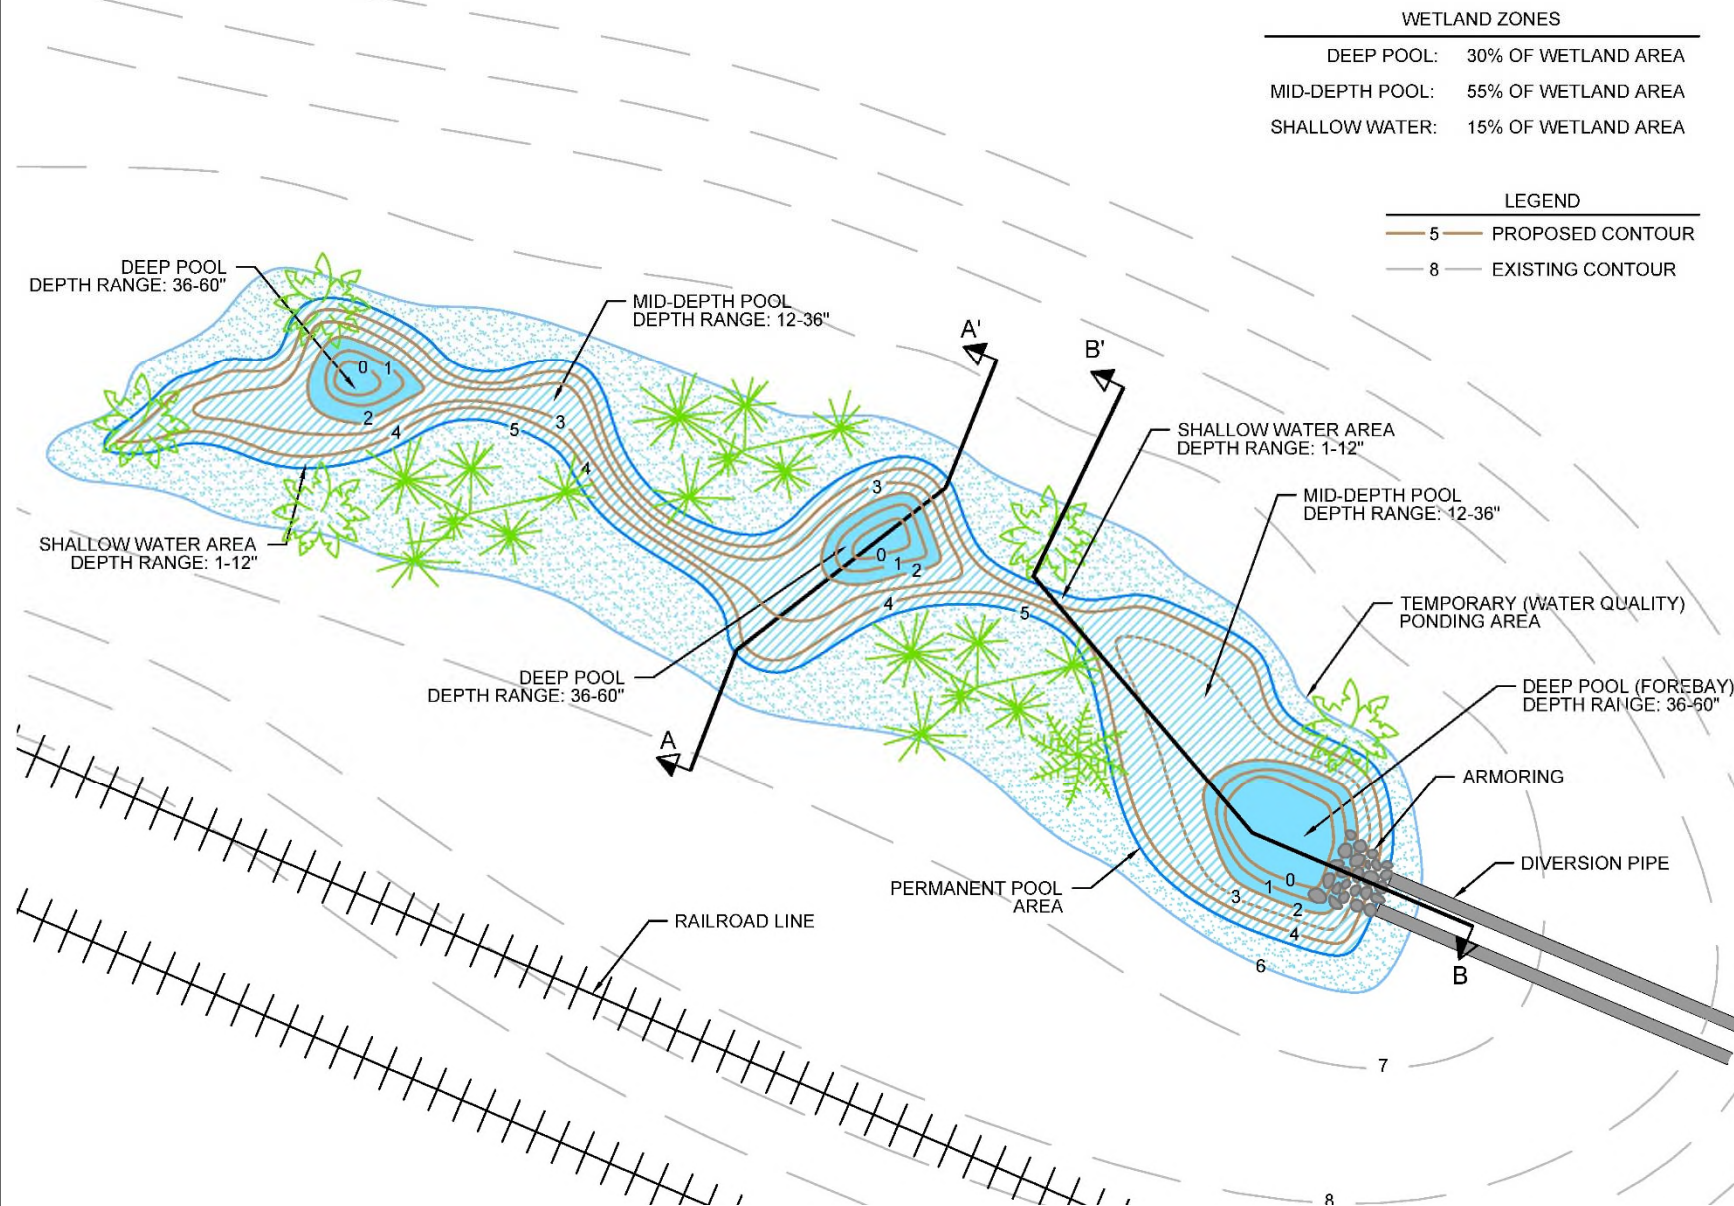 WETLAND ZONES
DEEP POOL: 30% OF WETLAND AREA
MID-DEPTH POOL: 55% OF WETLAND AREA
SHALLOW WATER: 15% OF WETLAND AREA
LEGEND
5 PROPOSED CONTOUR
8 EXISTING CONTOUR
DEEP POOL
DEPTH RANGE: 36-60"
MID-DEPTH POOL
DEPTH RANGE: 12-36"
A'
B'
0 1
2
4
5
3
4
SHALLOW WATER AREA
DEPTH RANGE: 1-12"
SHALLOW WATER AREA
DEPTH RANGE: 1-12"
MID-DEPTH POOL
DEPTH RANGE: 12-36"
3
0
1
2
4
5
TEMPORARY (WATER QUALITY)
PONDING AREA
DEEP POOL
DEPTH RANGE: 36-60"
DEEP POOL (FOREBAY)
DEPTH RANGE: 36-60"
A
ARMORING
DIVERSION PIPE
PERMANENT POOL
AREA
0
1
3
2
4
6
B
RAILROAD LINE
7
8